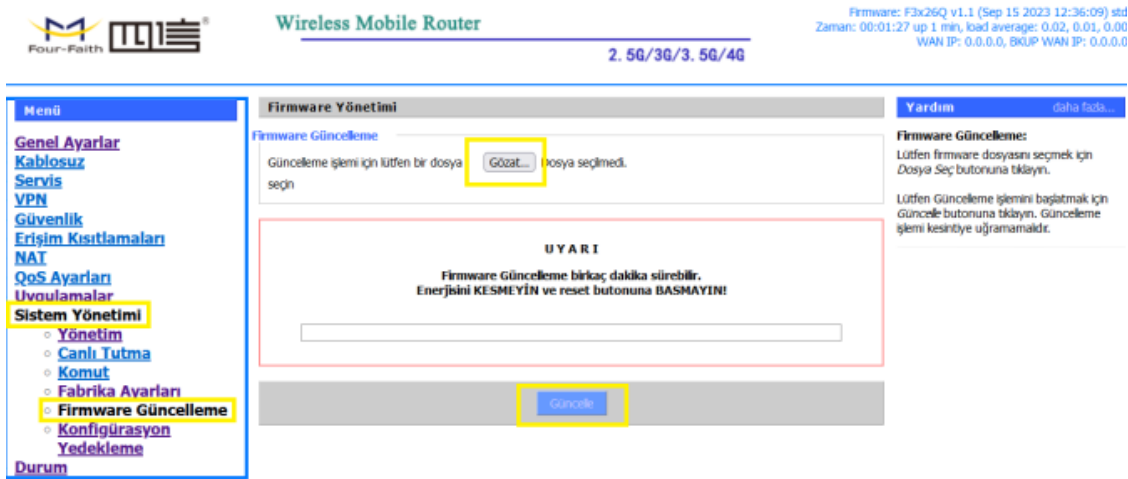 Four-Faith 四信®
Wireless Mobile Router
2. 5G/3G/3. 5G/4G
Firmware: F3x26Q v1.1 (Sep 15 2023 12:36:09) std
Zaman: 00:01:27 up 1 min, load average: 0.02, 0.01, 0.00
WAN IP: 0.0.0.0, BKUP WAN IP: 0.0.0.0
Menü
Genel Ayarlar
Kablosuz
Servis
VPN
Güvenlik
Erişim Kısıtlamaları
NAT
QoS Ayarları
Uygulamalar
Sistem Yönetimi
Yönetim
Canlı Tutma
Komut
Fabrika Ayarları
Firmware Güncelleme
Konfigürasyon
Yedekleme
Durum
Firmware Yönetimi
Firmware Güncelleme
Güncelleme işlemi için lütfen bir dosya Gözat... Dosya seçilmedi.
seçin
UYARI
Firmware Güncelleme birkaç dakika sürebilir.
Enerjisini KESMEYİN ve reset butonuna BASMAYIN!
Güncelle
Yardım daha fazla...
Firmware Güncelleme:
Lütfen firmware dosyasını seçmek için
Dosya Seç butonuna tıklayın.
Lütfen Güncelleme işlemini başlatmak için
Güncelle butonuna tıklayın. Güncelleme
işlemi kesintiye uğramamalıdır.